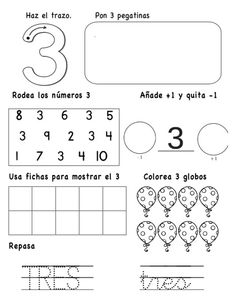 Haz el trazo.
Pon 3 pegatinas
3
Rodea los números 3
Añade +1 y quita -1
8 3 6 3 5
3 9 2 3 4
1 7 3 4 10
3
-1
+1
Usa fichas para mostrar el 3
Colorea 3 globos
Repasa
TRES
tres